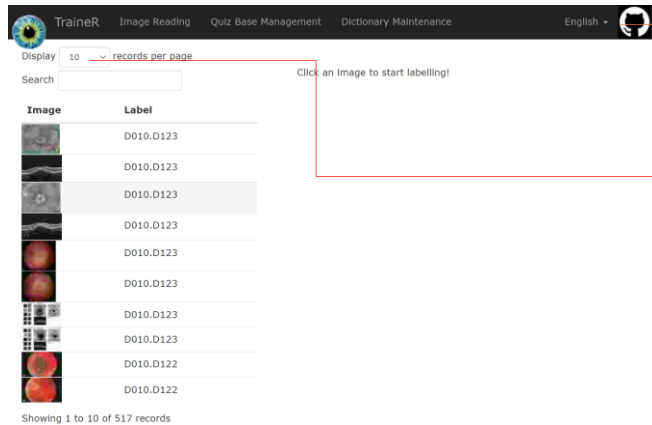 TraineR Image Reading Quiz Base Management Dictionary Maintenance English
Display 10 records per page
Click an image to start labelling!
Search
Image Label
D010.D123
D010.D123
D010.D123
D010.D123
D010.D123
D010.D123
D010.D123
D010.D123
D010.D122
D010.D122
Showing 1 to 10 of 517 records